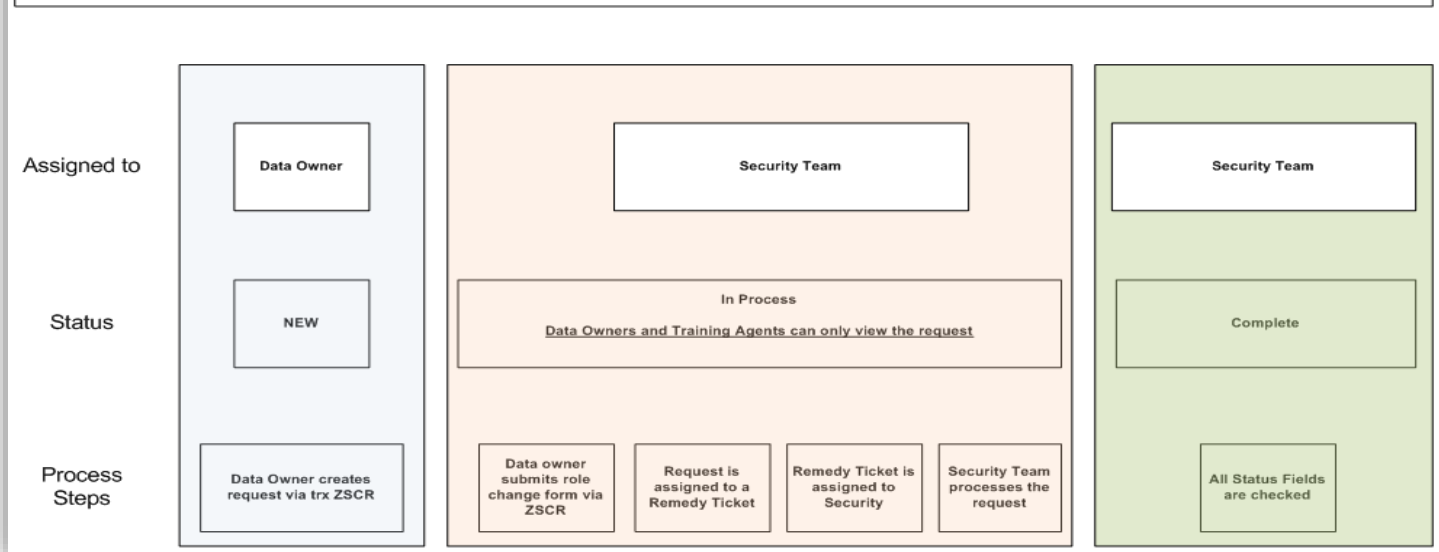 Assigned to
Data Owner
Security Team
Security Team
Status
NEW
In Process
Data Owners and Training Agents can only view the request
Complete
Process
Steps
Data Owner creates
request via trx ZSCR
Data owner
submits role
change form via
ZSCR
Request is
assigned to a
Remedy Ticket
Remedy Ticket is
assigned to
Security
Security Team
processes the
request
All Status Fields
are checked